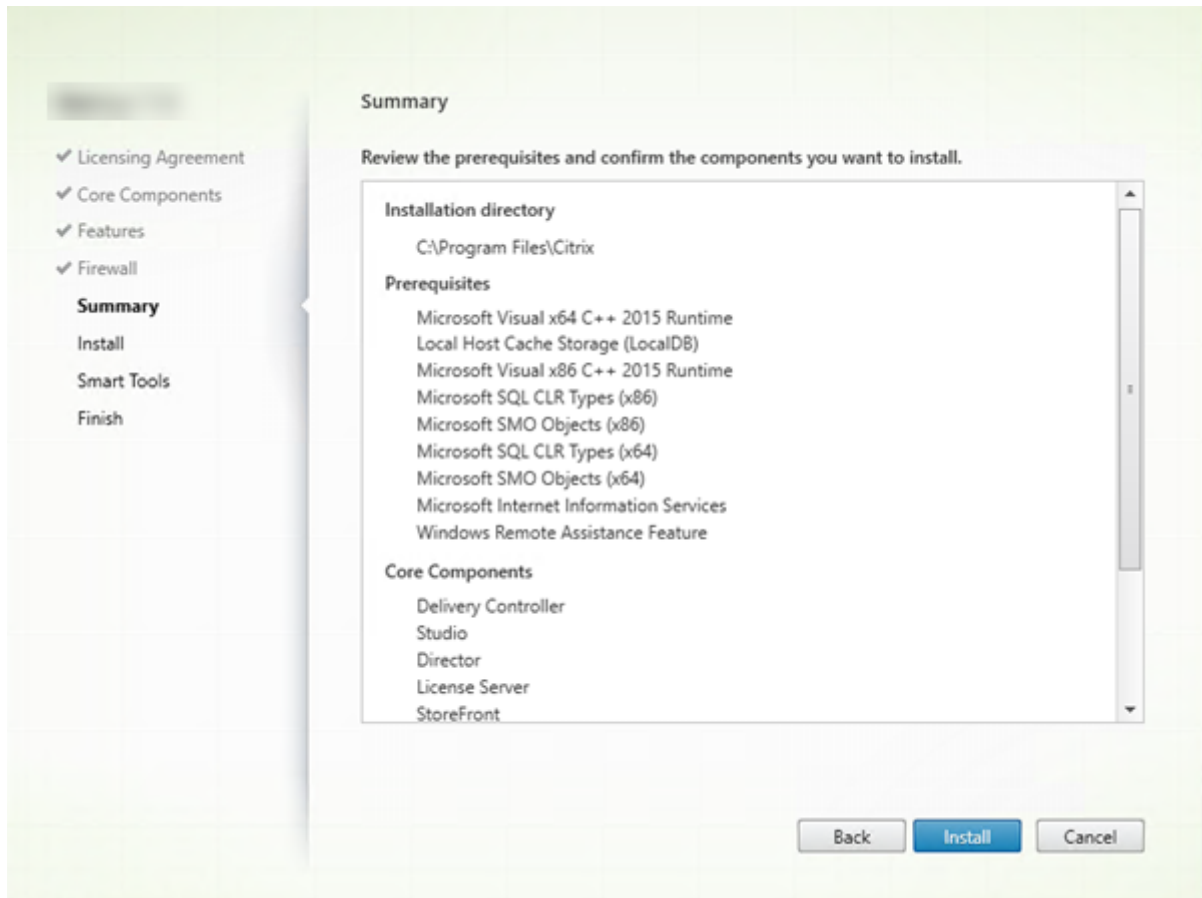 Summary
✔ Licensing Agreement
✔ Core Components
✔ Features
✔ Firewall
Summary
Install
Smart Tools
Finish
Review the prerequisites and confirm the components you want to install.
Installation directory
C:\Program Files\Citrix
Prerequisites
Microsoft Visual x64 C++ 2015 Runtime
Local Host Cache Storage (LocalDB)
Microsoft Visual x86 C++ 2015 Runtime
Microsoft SQL CLR Types (x86)
Microsoft SMO Objects (x86)
Microsoft SQL CLR Types (x64)
Microsoft SMO Objects (x64)
Microsoft Internet Information Services
Windows Remote Assistance Feature
Core Components
Delivery Controller
Studio
Director
License Server
StoreFront
Back
Install
Cancel